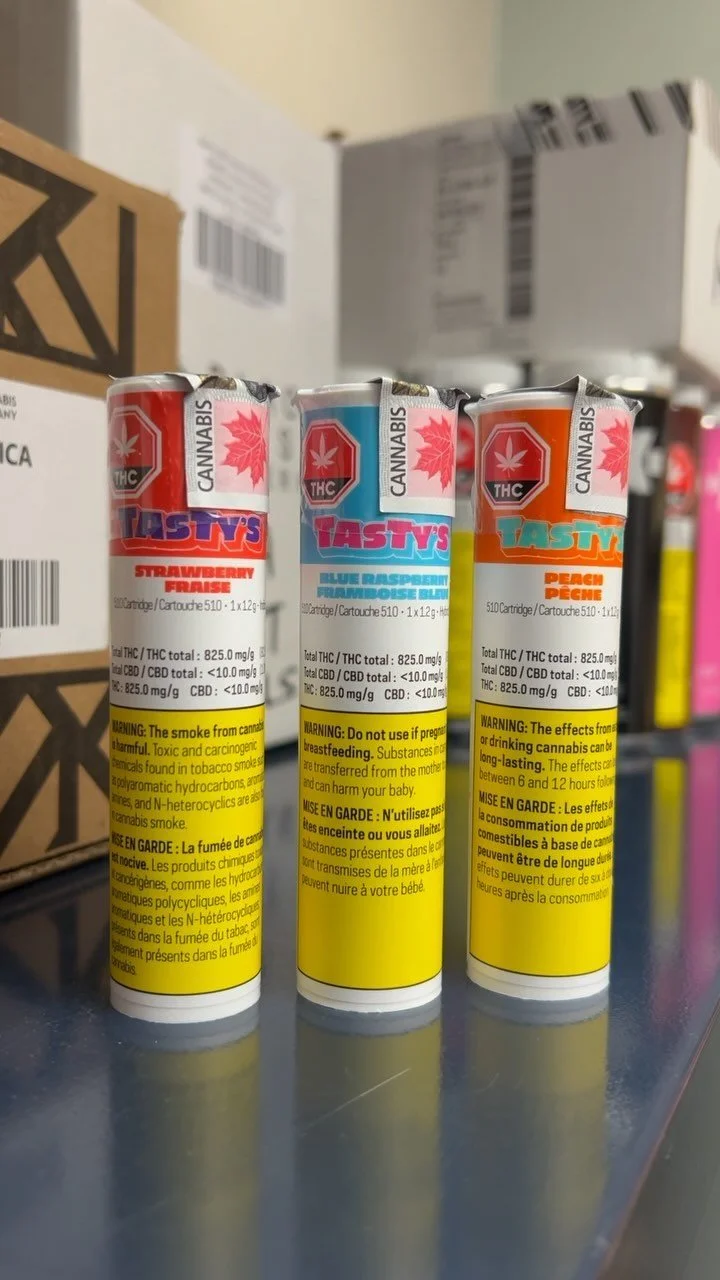 ICA
THC
CANNABIS
TASTY'S
STRAWBERRY
FRAISE
510 Cartridge / Cartouche 510 • 1 x 1.2 g •
Total THC / THC total : 825.0 mg/g
Total CBD / CBD total : <10.0 mg/g
THC : 825.0 mg/g CBD : <10.0 mg/g
WARNING: The smoke from cannabis
is harmful. Toxic and carcinogenic
chemicals found in tobacco smoke
as polyaromatic hydrocarbons,
amines, and N-heterocyclics are also
cannabis smoke.
MISE EN GARDE : La fumée de
est nocive. Les produits chimiques
cancérigènes, comme les
aromatiques polycycliques, les
aromatiques et les N-hétérocycliques
présents dans la fumée du tabac, sont
également présents dans la fumée du
cannabis.
THC
CANNABIS
TASTY'S
BLUE RASPBERRY
FRAMBOISE BLEU
510 Cartridge / Cartouche 510 • 1 x 1.2 g •
Total THC / THC total : 825.0 mg/g
Total CBD / CBD total : <10.0 mg
THC : 825.0 mg/g CBD : <10.0 mg
WARNING: Do not use if
breastfeeding. Substances in
are transferred from the mother
and can harm your baby.
MISE EN GARDE : N'utilisez pas
êtes enceinte ou vous allaitez.
substances présentes dans le
sont transmises de la mère à
peuvent nuire à votre bébé.
THC
CANNABIS
TASTY'S
PEACH
PÊCHE
510 Cartridge / Cartouche 510 • 1 x 1.2 g
Total THC / THC total : 825.0 mg/g
Total CBD / CBD total : <10.0 mg
THC : 825.0 mg/g CBD : <10.0 mg
WARNING: The effects from
or drinking cannabis can be
long-lasting. The effects can
between 6 and 12 hours
MISE EN GARDE : Les effets de
la consommation de produits
comestibles à base de
peuvent être de longue durée.
effets peuvent durer de six à
heures après la consommation